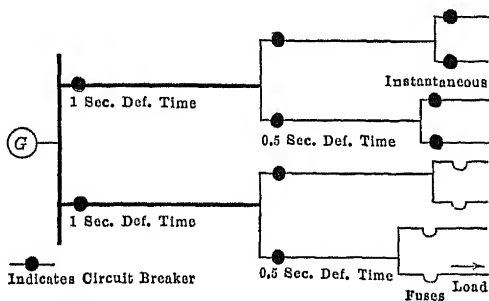 Instantaneous
1 Sec. Def. Time
0.5 Sec. Def. Time
G
1 Sec. Def. Time
Indicates Circuit Breaker
0.5 Sec. Def. Time
Fuses
Load